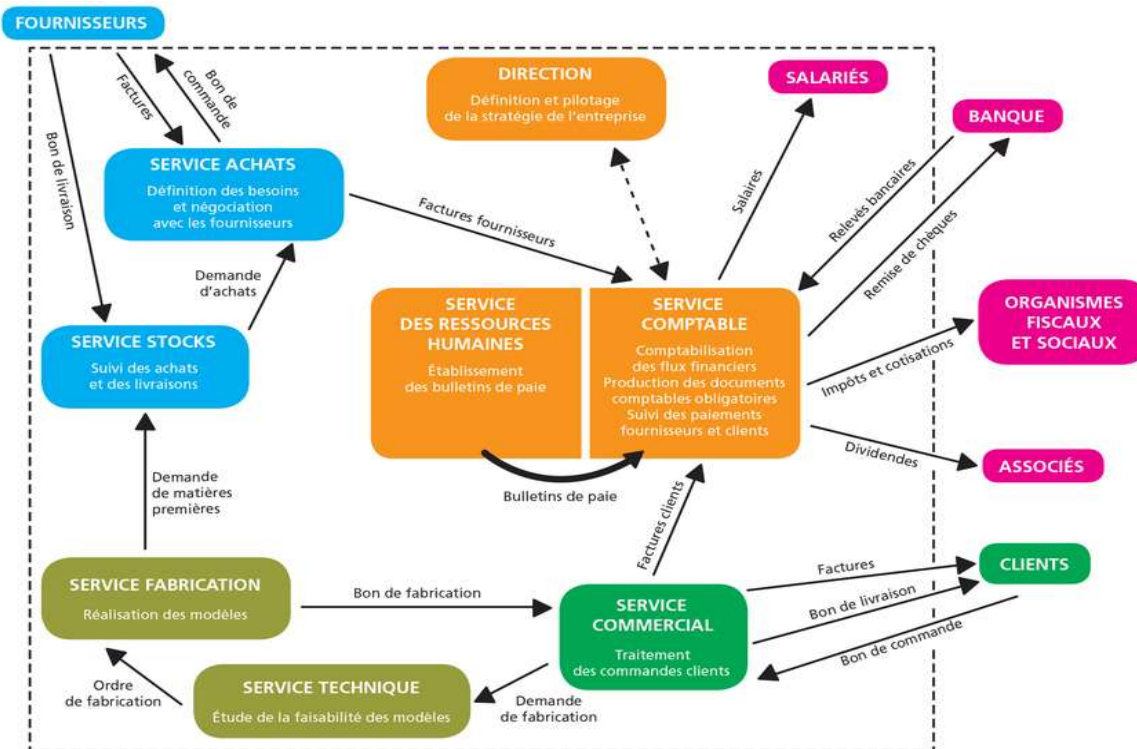 FOURNISSEURS
Factures
Bon de
commande
Bon de livraison
SERVICE ACHATS
Définition des besoins
et négociation
avec les fournisseurs
DIRECTION
Définition et pilotage
de la stratégie de l'entreprise
SALARIÉS
BANQUE
Factures fournisseurs
Salaires
Relevés bancaires
Remise de chèques
Demande
d'achats
SERVICE STOCKS
Suivi des achats
et des livraisons
SERVICE
DES RESSOURCES
HUMAINES
Établissement
des bulletins de paie
SERVICE
COMPTABLE
Comptabilisation
des flux financiers
Production des documents
comptables obligatoires
Suivi des paiements
fournisseurs et clients
ORGANISMES
FISCAUX
ET SOCIAUX
Impôts et cotisations
Dividendes
ASSOCIÉS
Bulletins de paie
Demande
de matières
premières
Factures clients
SERVICE FABRICATION
Réalisation des modèles
Bon de fabrication
SERVICE
COMMERCIAL
Traitement
des commandes clients
Factures
Bon de livraison
Bon de commande
CLIENTS
Ordre
de fabrication
SERVICE TECHNIQUE
Étude de la faisabilité des modèles
Demande
de fabrication